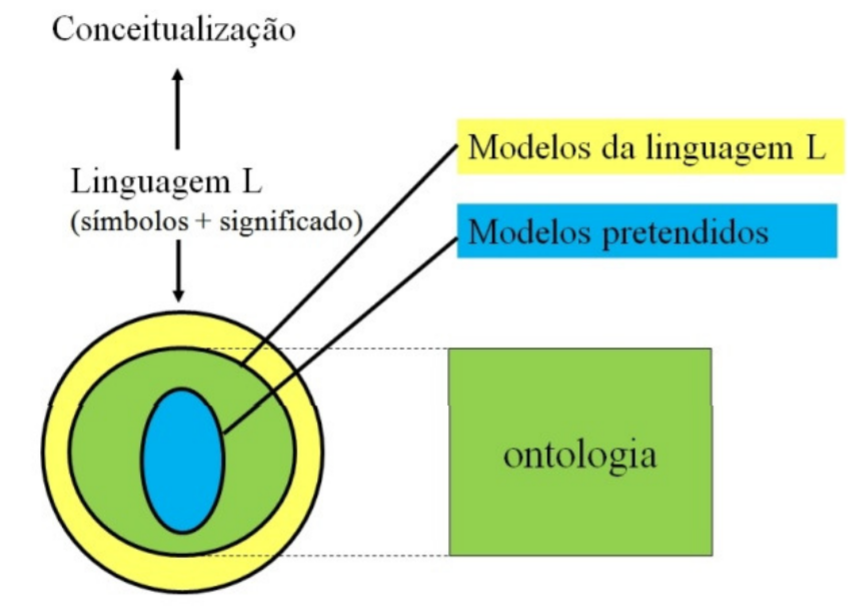 Conceitualização
Linguagem L
(símbolos + significado)
Modelos da linguagem L
Modelos pretendidos
ontologia